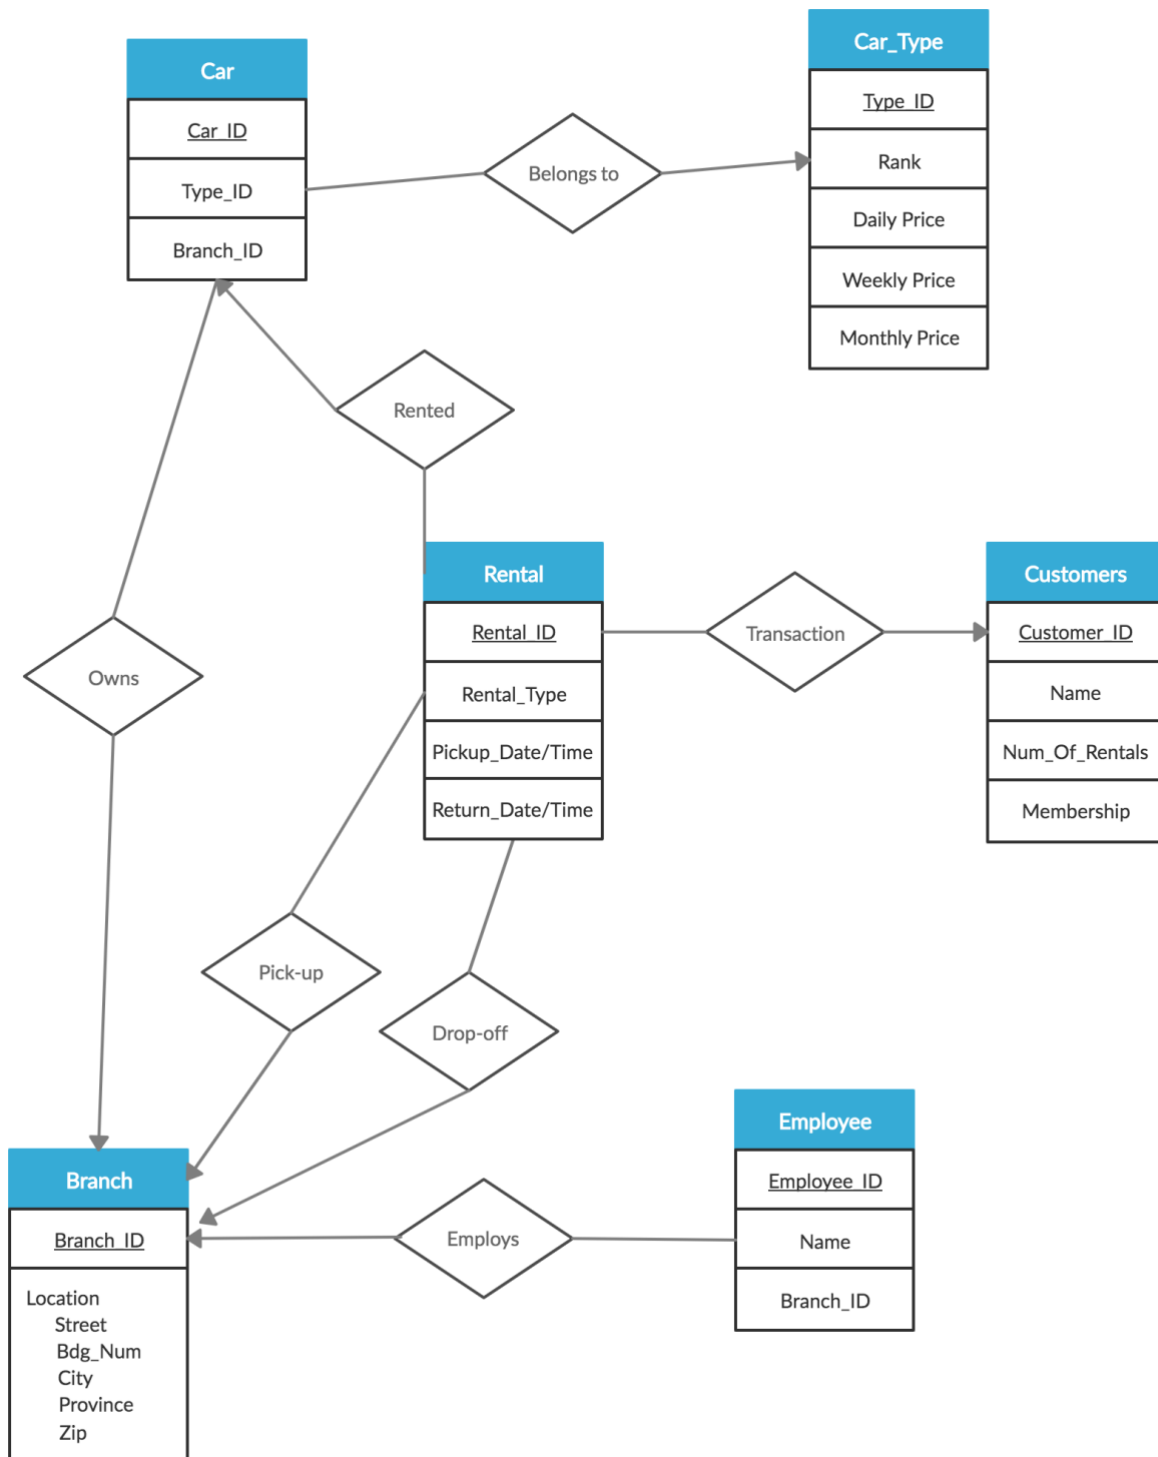 Car
Car_ID
Type_ID
Branch_ID
Belongs to
Car_Type
Type_ID
Rank
Daily Price
Weekly Price
Monthly Price
Rented
Owns
Rental
Rental_ID
Rental_Type
Pickup_Date/Time
Return_Date/Time
Transaction
Customers
Customer_ID
Name
Num_Of_Rentals
Membership
Pick-up
Drop-off
Branch
Branch_ID
Location
Street
Bdg_Num
City
Province
Zip
Employs
Employee
Employee_ID
Name
Branch_ID